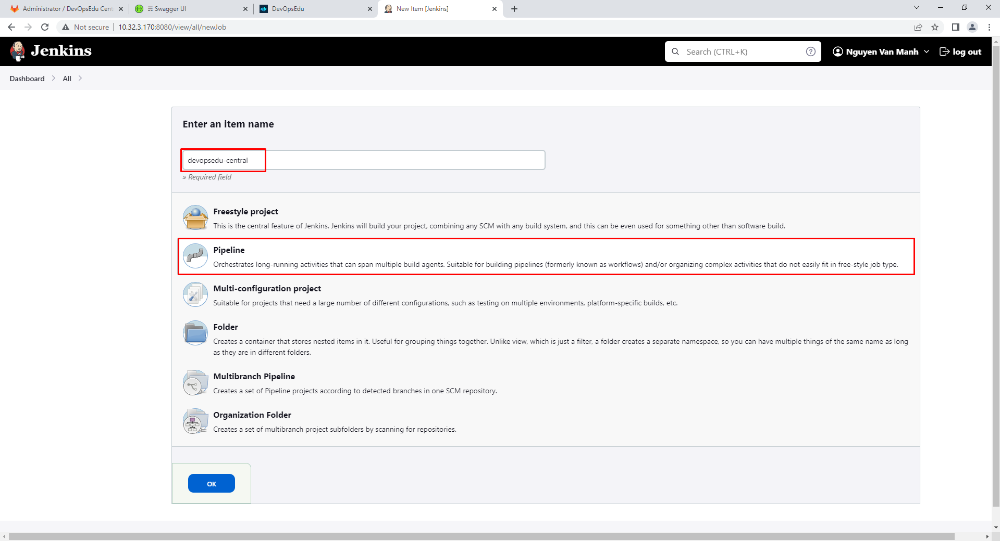 Administrator / DevOpsEdu Cent
Swagger UI
DevOpsEdu
New Item [Jenkins]
Not secure
10.32.3.170:8080/view/all/newJob
Jenkins
Search (CTRL+K)
Nguyen Van Manh
log out
Dashboard
All
Enter an item name
devopsedu-central
» Required field
Freestyle project
This is the central feature of Jenkins. Jenkins will build your project, combining any SCM with any build system, and this can be even used for something other than software build.
Pipeline
Orchestrates long-running activities that can span multiple build agents. Suitable for building pipelines (formerly known as workflows) and/or organizing complex activities that do not easily fit in free-style job type.
Multi-configuration project
Suitable for projects that need a large number of different configurations, such as testing on multiple environments, platform-specific builds, etc.
Folder
Creates a container that stores nested items in it. Useful for grouping things together. Unlike view, which is just a filter, a folder creates a separate namespace, so you can have multiple things of the same name as long
as they are in different folders.
Multibranch Pipeline
Creates a set of Pipeline projects according to detected branches in one SCM repository.
Organization Folder
Creates a set of multibranch project subfolders by scanning for repositories.
OK